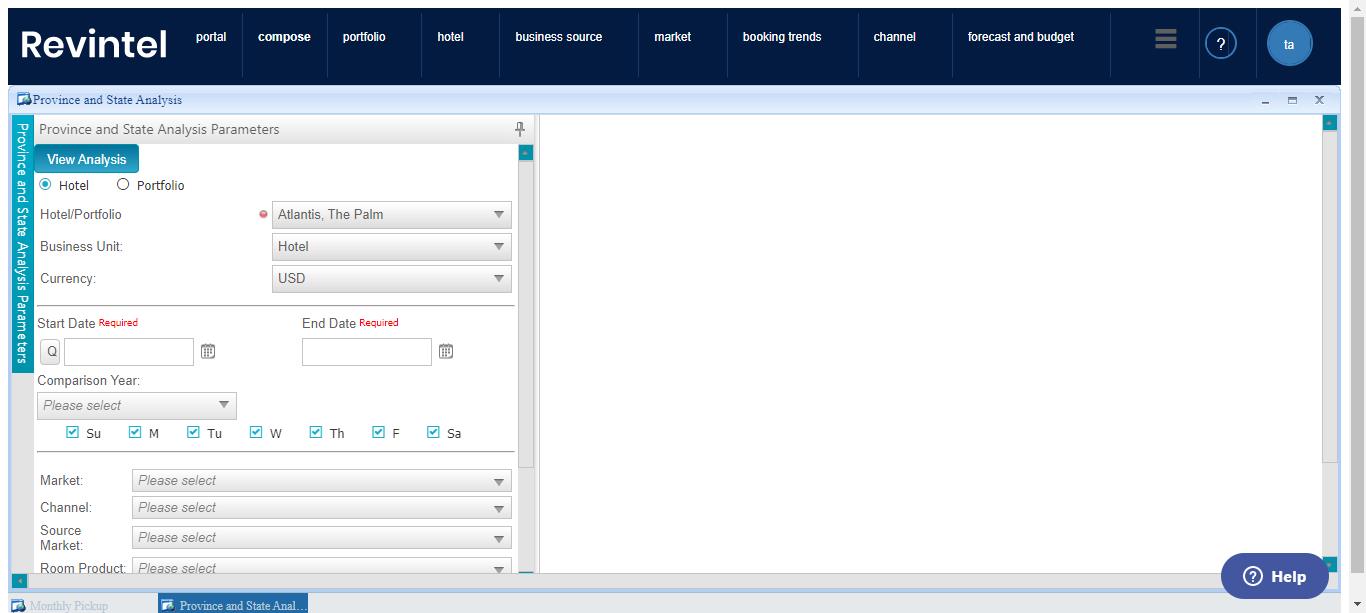 Revintel
portal
compose
portfolio
hotel
business source
market
booking trends
channel
forecast and budget
?
ta
Province and State Analysis
Province and State Analysis Parameters
Province and State Analysis Parameters
View Analysis
Hotel
Portfolio
Hotel/Portfolio
Atlantis, The Palm
Business Unit:
Hotel
Currency:
USD
Start Date Required
End Date Required
Q
Comparison Year:
Please select
Su
M
Tu
W
Th
F
Sa
Market:
Please select
Channel:
Please select
Source
Market:
Please select
Room Product:
Please select
? Help
Monthly Pickup
Province and State Anal...